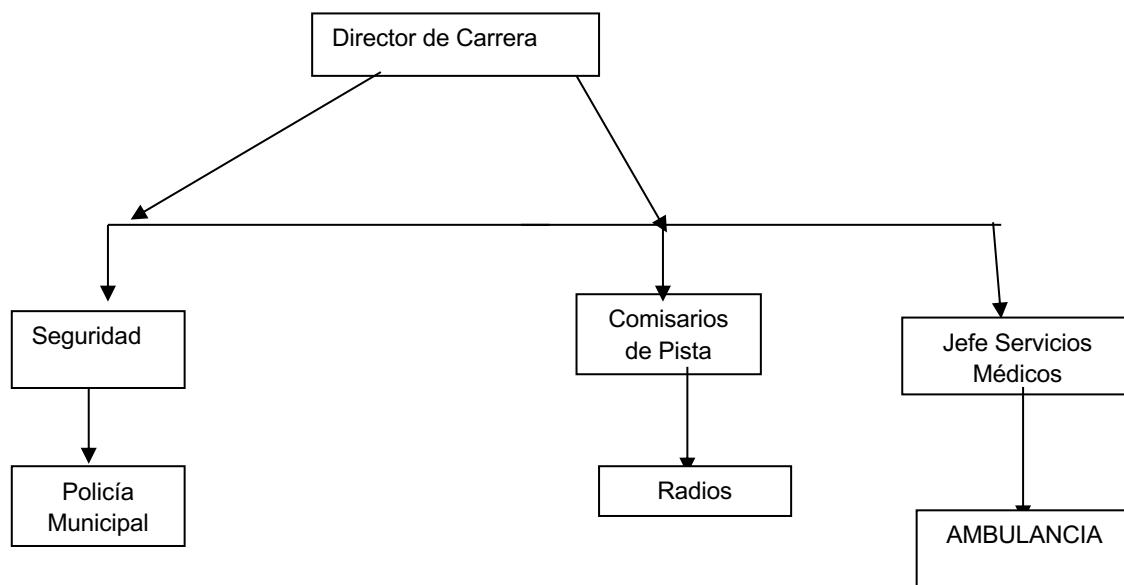 Director de Carrera
Seguridad
Comisarios
de Pista
Jefe Servicios
Médicos
Policía
Municipal
Radios
AMBULANCIA